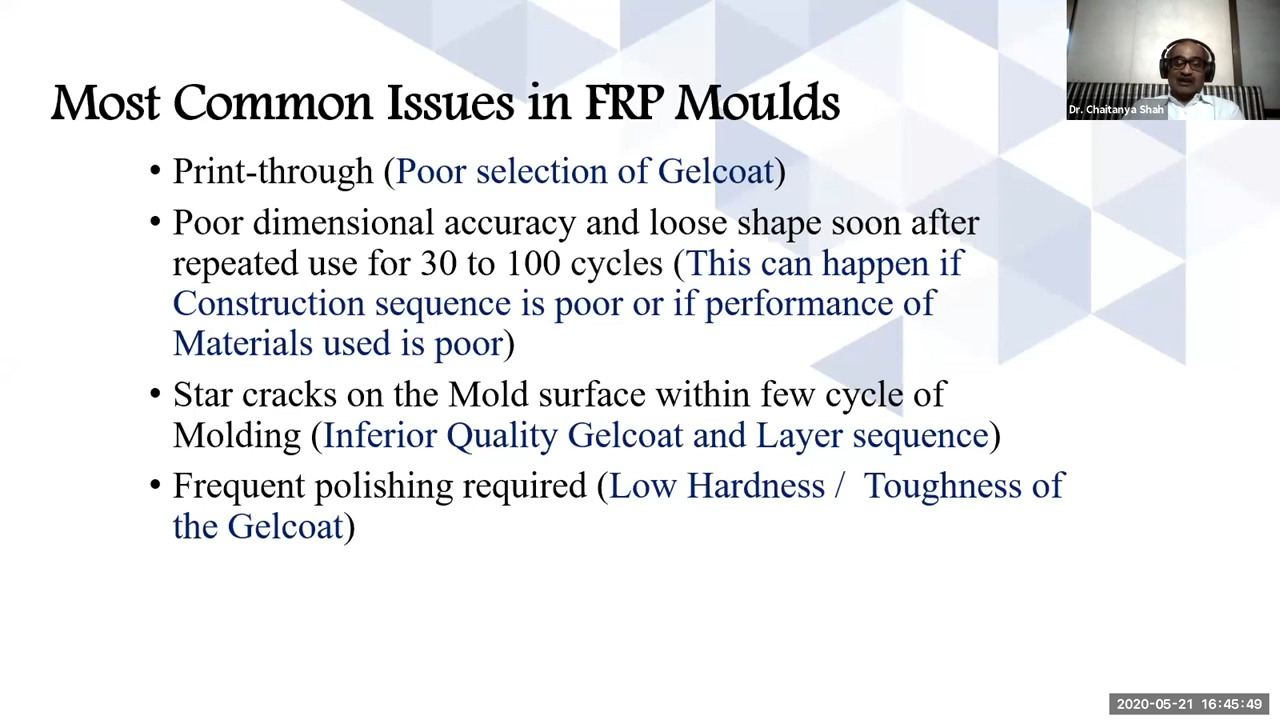 Dr. Chaitanya Shah
Most Common Issues in FRP Moulds
• Print-through (Poor selection of Gelcoat)
• Poor dimensional accuracy and loose shape soon after
repeated use for 30 to 100 cycles (This can happen if
Construction sequence is poor or if performance of
Materials used is poor)
• Star cracks on the Mold surface within few cycle of
Molding (Inferior Quality Gelcoat and Layer sequence)
• Frequent polishing required (Low Hardness /  Toughness of
the Gelcoat)
2020-05-21 16:45:49